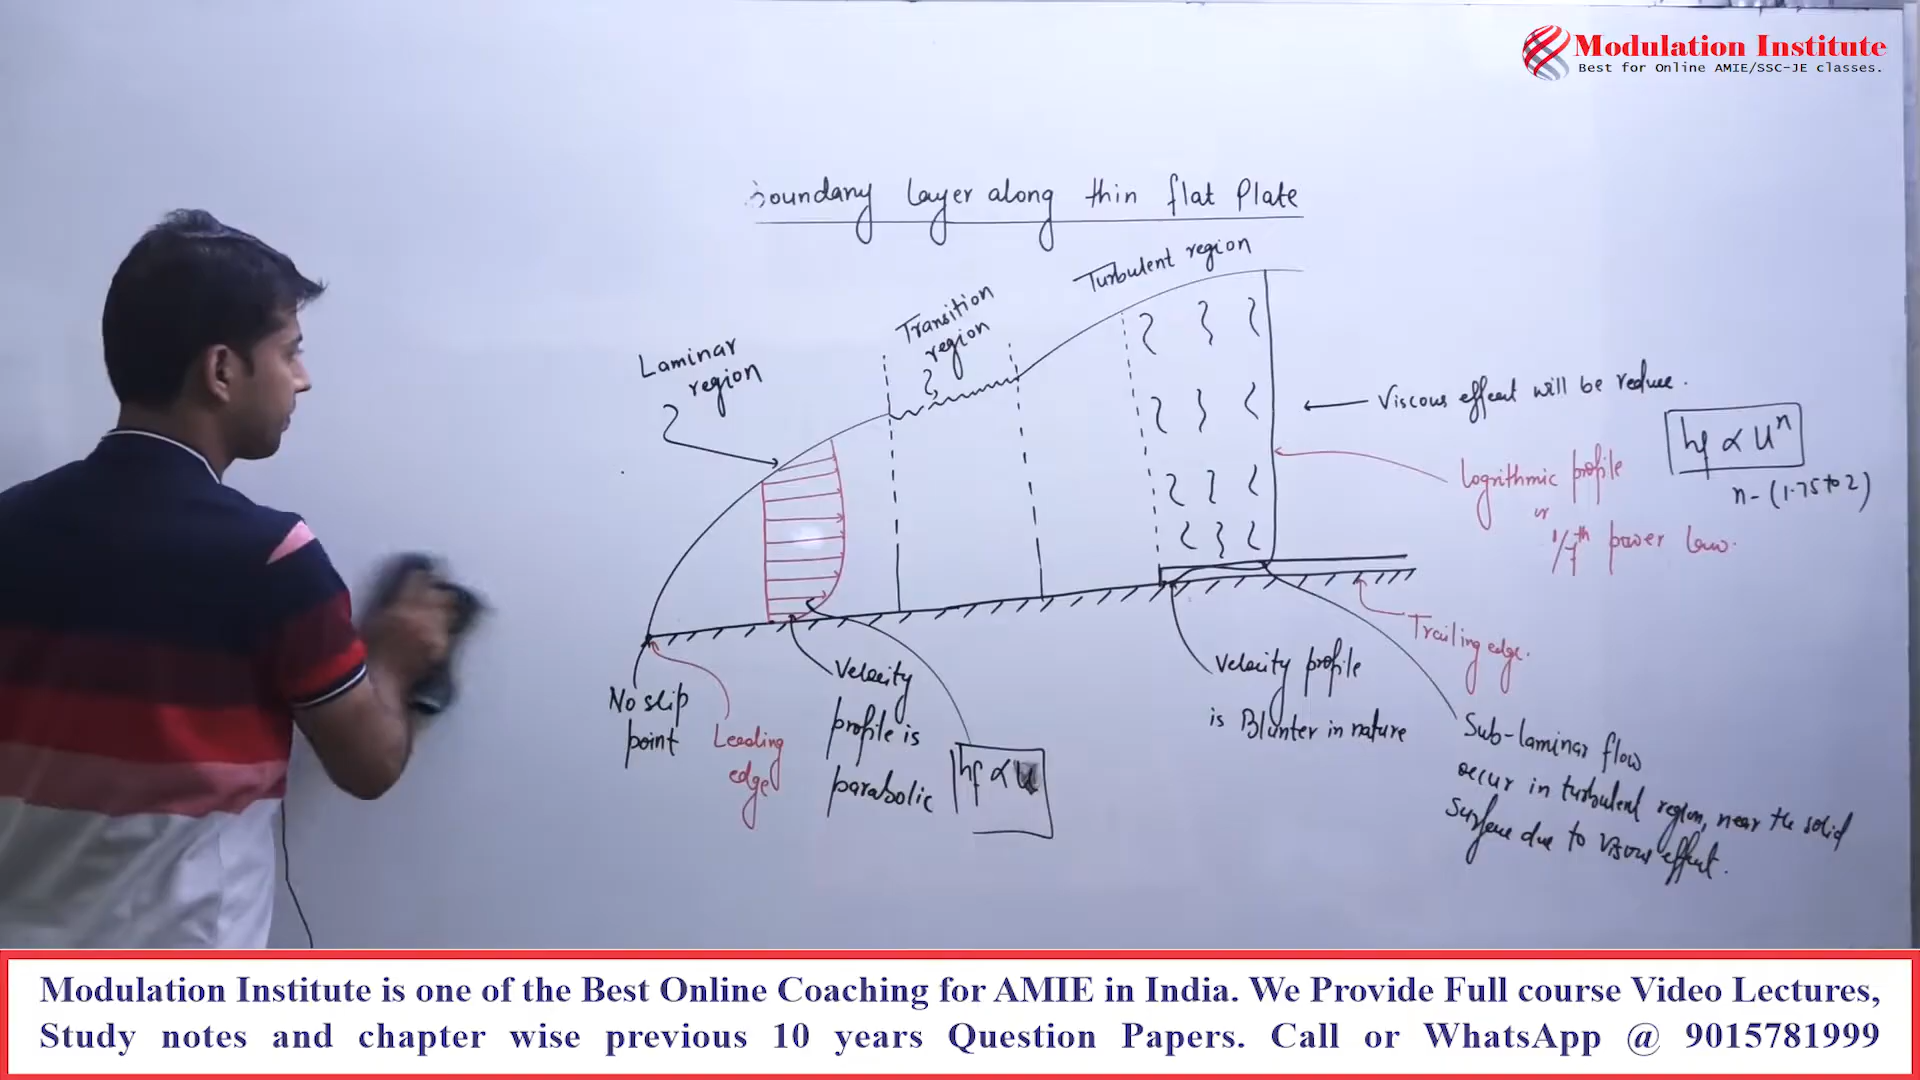 Modulation Institute
Best for Online AMIE/SSC-JE classes.
Boundary Layer along thin flat Plate
Turbulent region
Transition
region
Laminar
region
Viscous effect will be reduce.
hf ∝ U^n
n - (1.75 to 2)
Logrithmic profile
or
1/7th power law.
Trailing edge.
No slip
point
Leading
edge
Velocity
profile is
parabolic
hf ∝ U
Velocity profile
is Blunter in nature
Sub-laminar flow
occur in turbulent region, near the solid
surface due to viscous effect.
Modulation Institute is one of the Best Online Coaching for AMIE in India. We Provide Full course Video Lectures,
Study notes and chapter wise previous 10 years Question Papers. Call or WhatsApp @ 9015781999